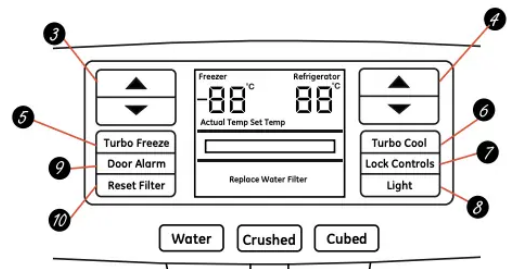 3
4
Freezer Refrigerator
-88 °C 88 °C
Actual Temp Set Temp
5
Turbo Freeze
Turbo Cool
6
9
Door Alarm
Lock Controls
7
Reset Filter
Replace Water Filter
Light
10
8
Water Crushed Cubed